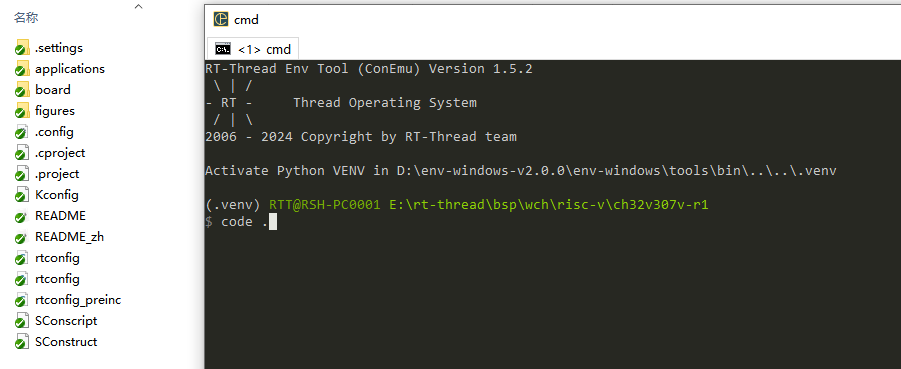 名称
.settings
applications
board
figures
.config
.cproject
.project
Kconfig
README
README_zh
rtconfig
rtconfig
rtconfig_preinc
SConscript
SConstruct
cmd
<1> cmd
RT-Thread Env Tool (ConEmu) Version 1.5.2
\ | /
- RT - Thread Operating System
/ | \
2006 - 2024 Copyright by RT-Thread team
Activate Python VENV in D:\env-windows-v2.0.0\env-windows\tools\bin\..\..\.venv
(.venv) RTT@RSH-PC0001 E:\rt-thread\bsp\wch\risc-v\ch32v307v-r1
$ code .